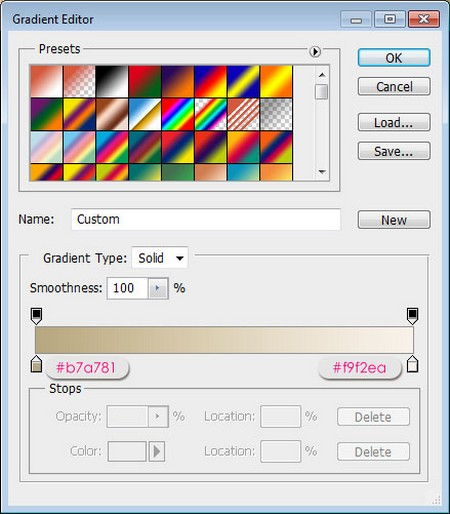 Gradient Editor
Presets
OK
Cancel
Load...
Save...
Name: Custom New
Gradient Type: Solid
Smoothness: 100 %
#b7a781 #f9f2ea
Stops
Opacity: % Location: % Delete
Color: Location: % Delete